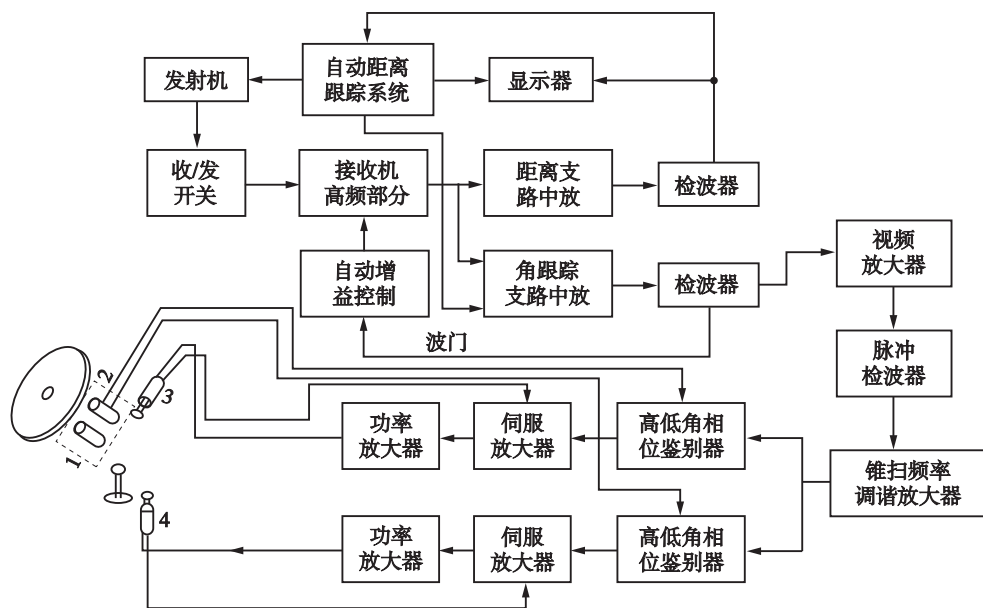 发射机
自动距离
跟踪系统
显示器
收/发
开关
接收机
高频部分
距离支
路中放
检波器
自动增
益控制
角跟踪
支路中放
检波器
视频
放大器
波门
脉冲
检波器
2
3
1
功率
放大器
伺服
放大器
高低角相
位鉴别器
锥扫频率
调谐放大器
4
功率
放大器
伺服
放大器
高低角相
位鉴别器